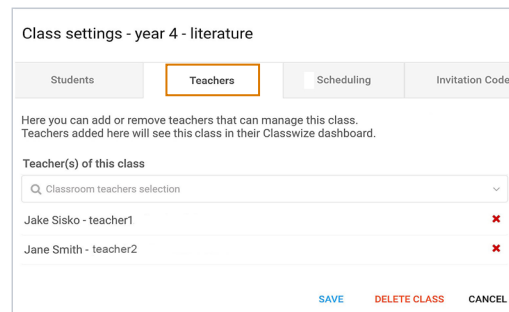 Class settings - year 4 - literature
Students Teachers Scheduling Invitation Code
Here you can add or remove teachers that can manage this class.
Teachers added here will see this class in their Classwize dashboard.
Teacher(s) of this class
Classroom teachers selection
Jake Sisko - teacher1
Jane Smith - teacher2
SAVE DELETE CLASS CANCEL